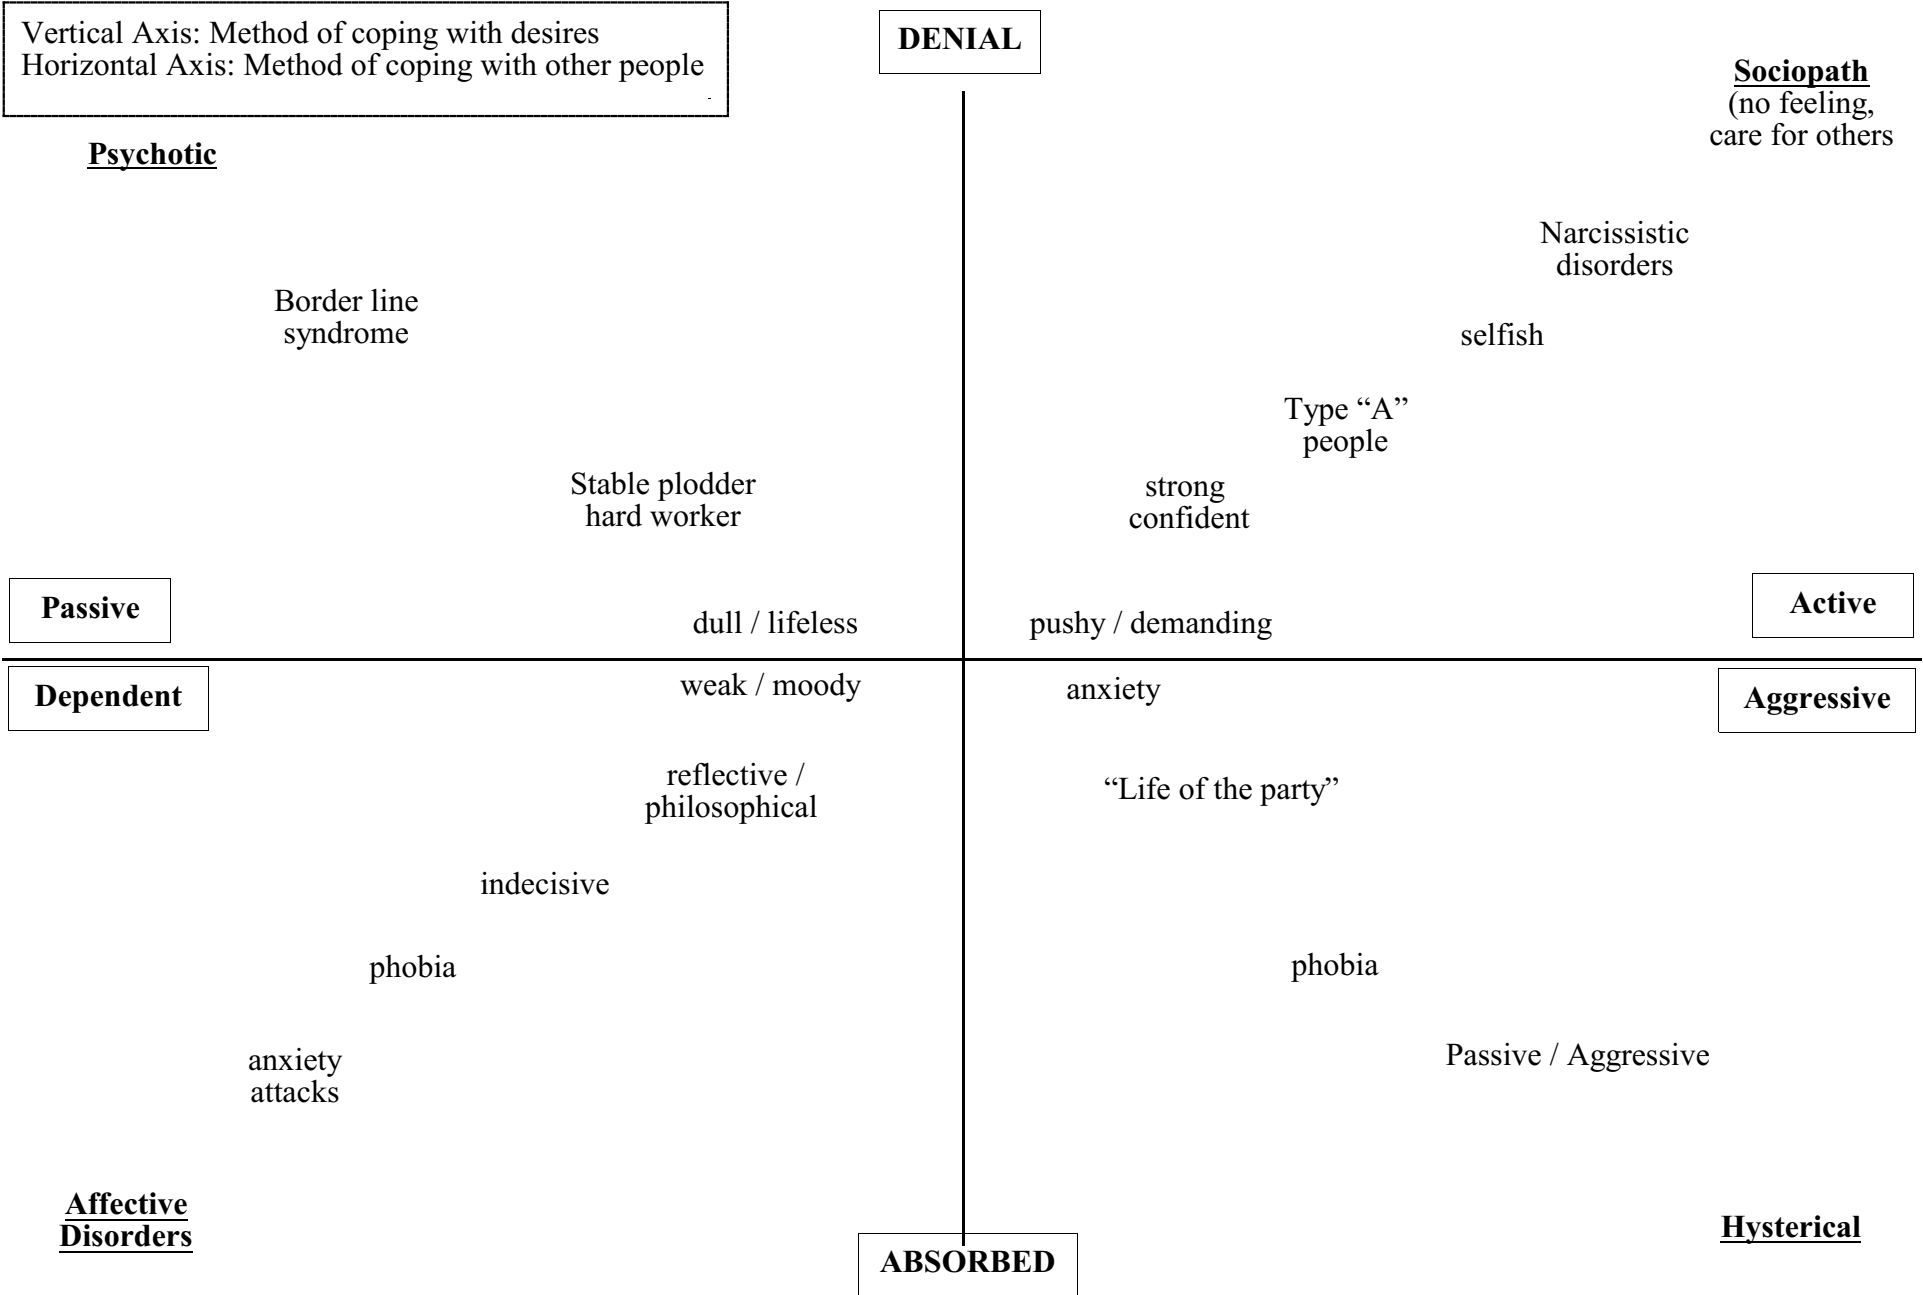 Vertical Axis: Method of coping with desires
Horizontal Axis: Method of coping with other people
DENIAL
Sociopath
(no feeling,
care for others
Psychotic
Narcissistic
disorders
Border line
syndrome
selfish
Type “A”
people
Stable plodder
hard worker
strong
confident
Passive
Active
dull / lifeless
pushy / demanding
Dependent
weak / moody
anxiety
Aggressive
reflective /
philosophical
“Life of the party”
indecisive
phobia
phobia
anxiety
attacks
Passive / Aggressive
Affective
Disorders
Hysterical
ABSORBED